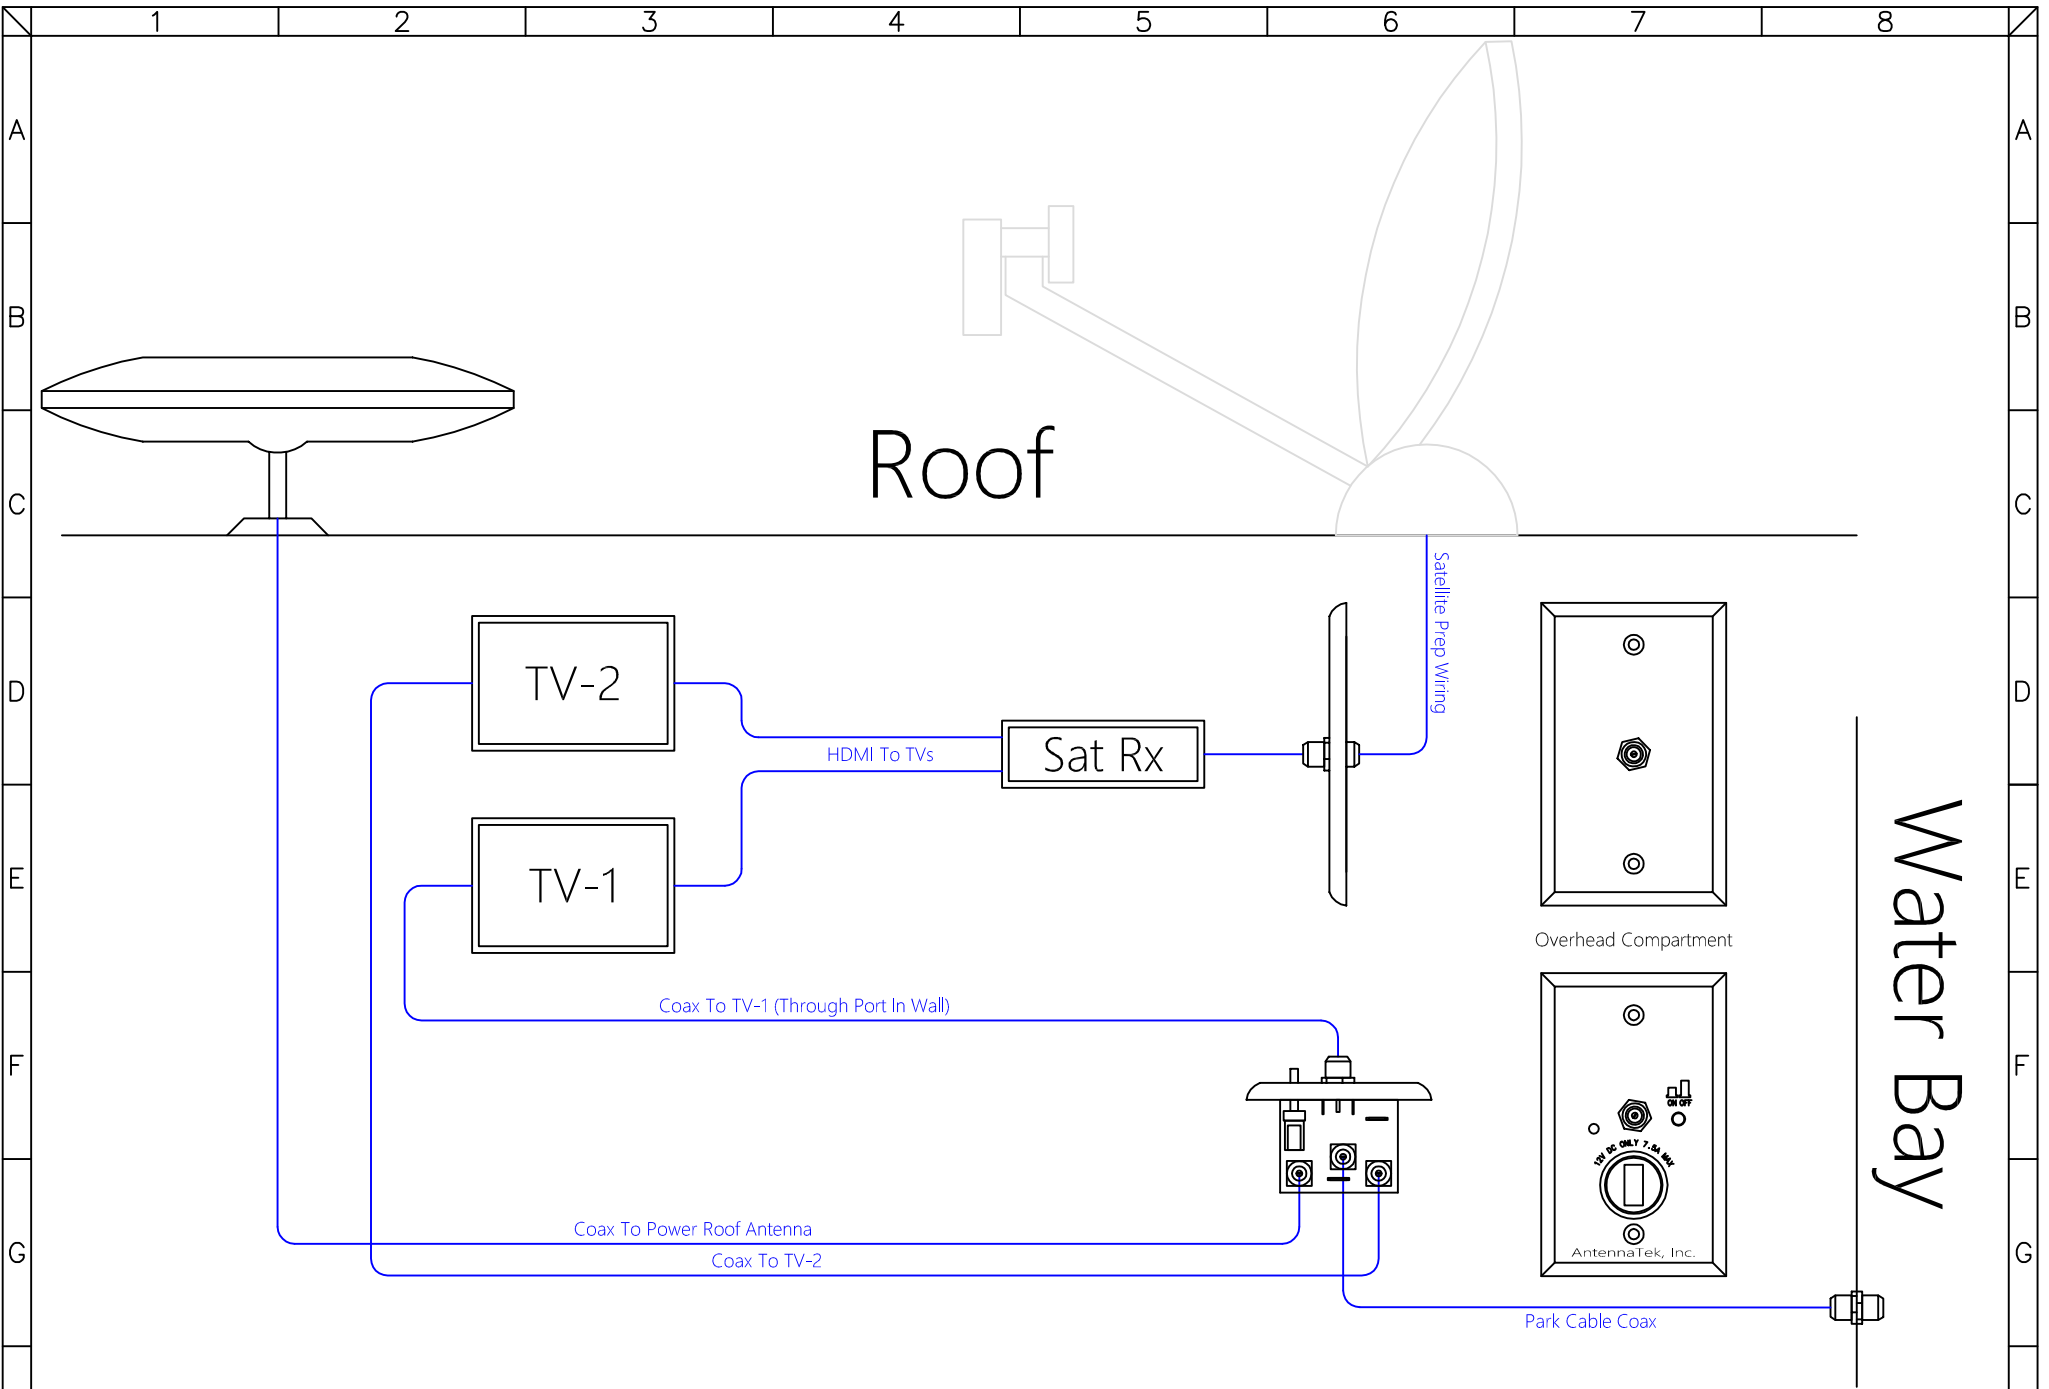 1 2 3 4 5 6 7 8
A A
B B
Roof
C C
Satellite Prep Wiring
D D
TV-2
HDMI To TVs
Sat Rx
Water Bay
E E
TV-1
Overhead Compartment
Coax To TV-1 (Through Port In Wall)
F F
ON OFF
12V DC ONLY 7.5A MAX
Coax To Power Roof Antenna
G G
AntennaTek, Inc.
Coax To TV-2
Park Cable Coax